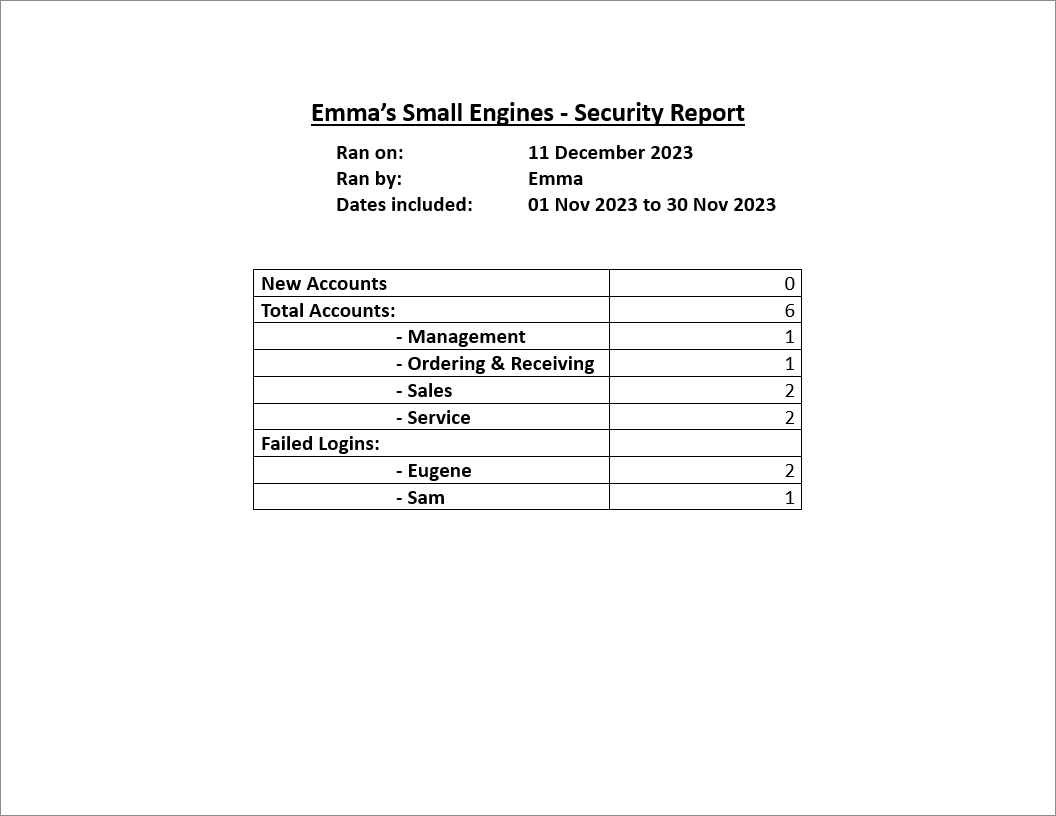 Emma’s Small Engines - Security Report
Ran on: 11 December 2023
Ran by: Emma
Dates included: 01 Nov 2023 to 30 Nov 2023
New Accounts 0
Total Accounts: 6
- Management 1
- Ordering & Receiving 1
- Sales 2
- Service 2
Failed Logins:
- Eugene 2
- Sam 1